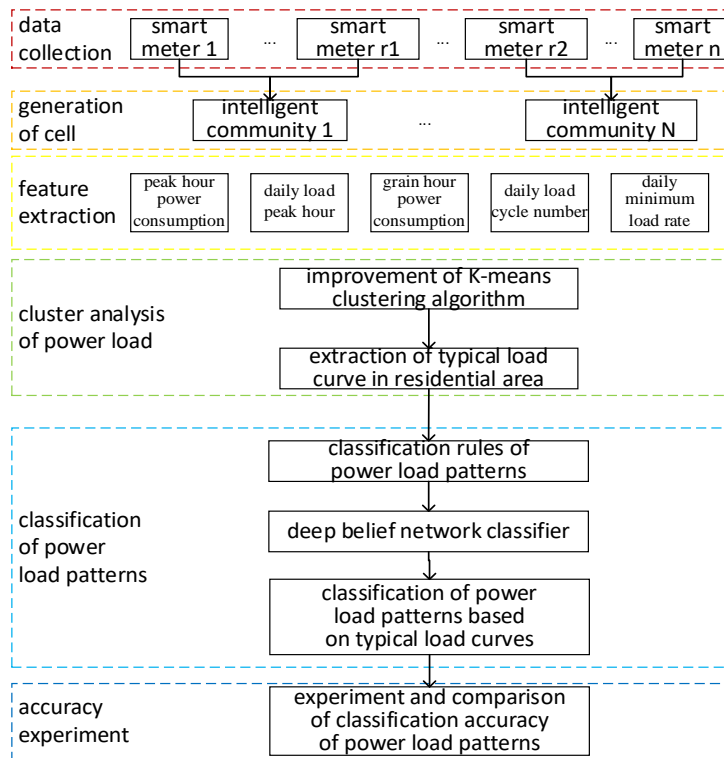 data
collection
smart
meter 1
...
smart
meter r1
...
smart
meter r2
...
smart
meter n
generation
of cell
intelligent
community 1
...
intelligent
community N
feature
extraction
peak hour
power
consumption
daily load
peak hour
grain hour
power
consumption
daily load
cycle number
daily
minimum
load rate
cluster analysis
of power load
improvement of K-means
clustering algorithm
extraction of typical load
curve in residential area
classification
of power
load patterns
classification rules of
power load patterns
deep belief network classifier
classification of power
load patterns based
on typical load curves
accuracy
experiment
experiment and comparison
of classification accuracy
of power load patterns